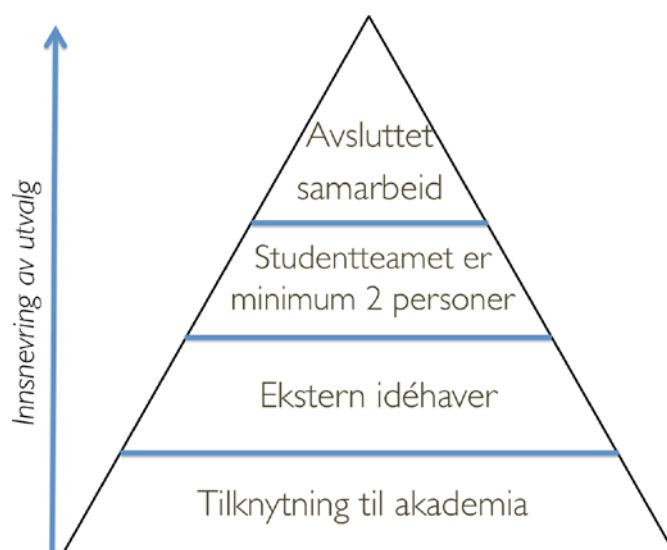 Avsluttet
samarbeid
Studentteamet er
minimum 2 personer
Ekstern idéhaver
Tilknytning til akademia
Innsnevring av utvalg